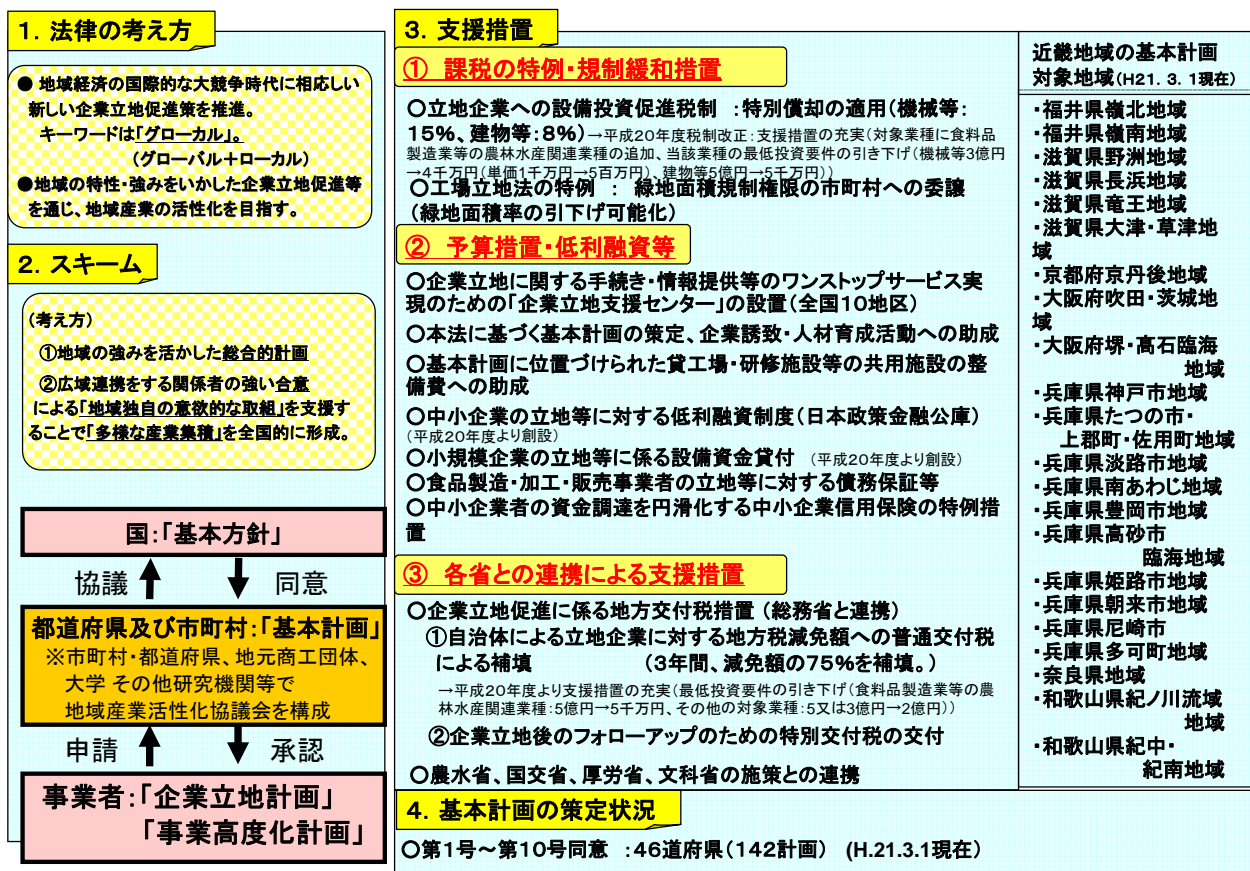 1．法律の考え方
● 地域経済の国際的な大競争時代に相応しい
新しい企業立地促進策を推進。
キーワードは「グローカル」。
（グローバル＋ローカル）
●地域の特性・強みをいかした企業立地促進等
を通じ、地域産業の活性化を目指す。
2．スキーム
（考え方）
①地域の強みを活かした総合的計画
②広域連携をする関係者の強い合意
による「地域独自の意欲的な取組」を支援す
ることで「多様な産業集積」を全国的に形成。
国：「基本方針」
協議 同意
都道府県及び市町村：「基本計画」
※市町村・都道府県、地元商工団体、
大学 その他研究機関等で
地域産業活性化協議会を構成
申請 承認
事業者：「企業立地計画」
「事業高度化計画」
3．支援措置
① 課税の特例・規制緩和措置
○立地企業への設備投資促進税制 ：特別償却の適用（機械等：
15％、建物等：8％）→平成20年度税制改正：支援措置の充実（対象業種に食料品
製造業等の農林水産関連業種の追加、当該業種の最低投資要件の引き下げ（機械等3億円
→4千万円（単価1千万円→5百万円）、建物等5億円→5千万円））
○工場立地法の特例 ： 緑地面積規制権限の市町村への委譲
（緑地面積率の引下げ可能化）
② 予算措置・低利融資等
○企業立地に関する手続き・情報提供等のワンストップサービス実
現のための「企業立地支援センター」の設置（全国10地区）
○本法に基づく基本計画の策定、企業誘致・人材育成活動への助成
○基本計画に位置づけられた貸工場・研修施設等の共用施設の整
備費への助成
○中小企業の立地等に対する低利融資制度（日本政策金融公庫）
（平成20年度より創設）
○小規模企業の立地等に係る設備資金貸付 （平成20年度より創設）
○食品製造・加工・販売事業者の立地等に対する債務保証等
○中小企業者の資金調達を円滑化する中小企業信用保険の特例措
置
③ 各省との連携による支援措置
○企業立地促進に係る地方交付税措置 （総務省と連携）
①自治体による立地企業に対する地方税減免額への普通交付税
による補填 （3年間、減免額の75％を補填。）
→平成20年度より支援措置の充実（最低投資要件の引き下げ（食料品製造業等の農
林水産関連業種：5億円→5千万円、その他の対象業種：5又は3億円→2億円））
②企業立地後のフォローアップのための特別交付税の交付
○農水省、国交省、厚労省、文科省の施策との連携
4．基本計画の策定状況
○第1号～第10号同意 ：46道府県（142計画） (H.21.3.1現在）
近畿地域の基本計画
対象地域（H21．3．1現在）
・福井県嶺北地域
・福井県嶺南地域
・滋賀県野洲地域
・滋賀県長浜地域
・滋賀県竜王地域
・滋賀県大津・草津地
域
・京都府京丹後地域
・大阪府吹田・茨城地
域
・大阪府堺・高石臨海
地域
・兵庫県神戸市地域
・兵庫県たつの市・
上郡町・佐用町地域
・兵庫県淡路市地域
・兵庫県南あわじ地域
・兵庫県豊岡市地域
・兵庫県高砂市
臨海地域
・兵庫県姫路市地域
・兵庫県朝来市地域
・兵庫県尼崎市
・兵庫県多可町地域
・奈良県地域
・和歌山県紀ノ川流域
地域
・和歌山県紀中・
紀南地域